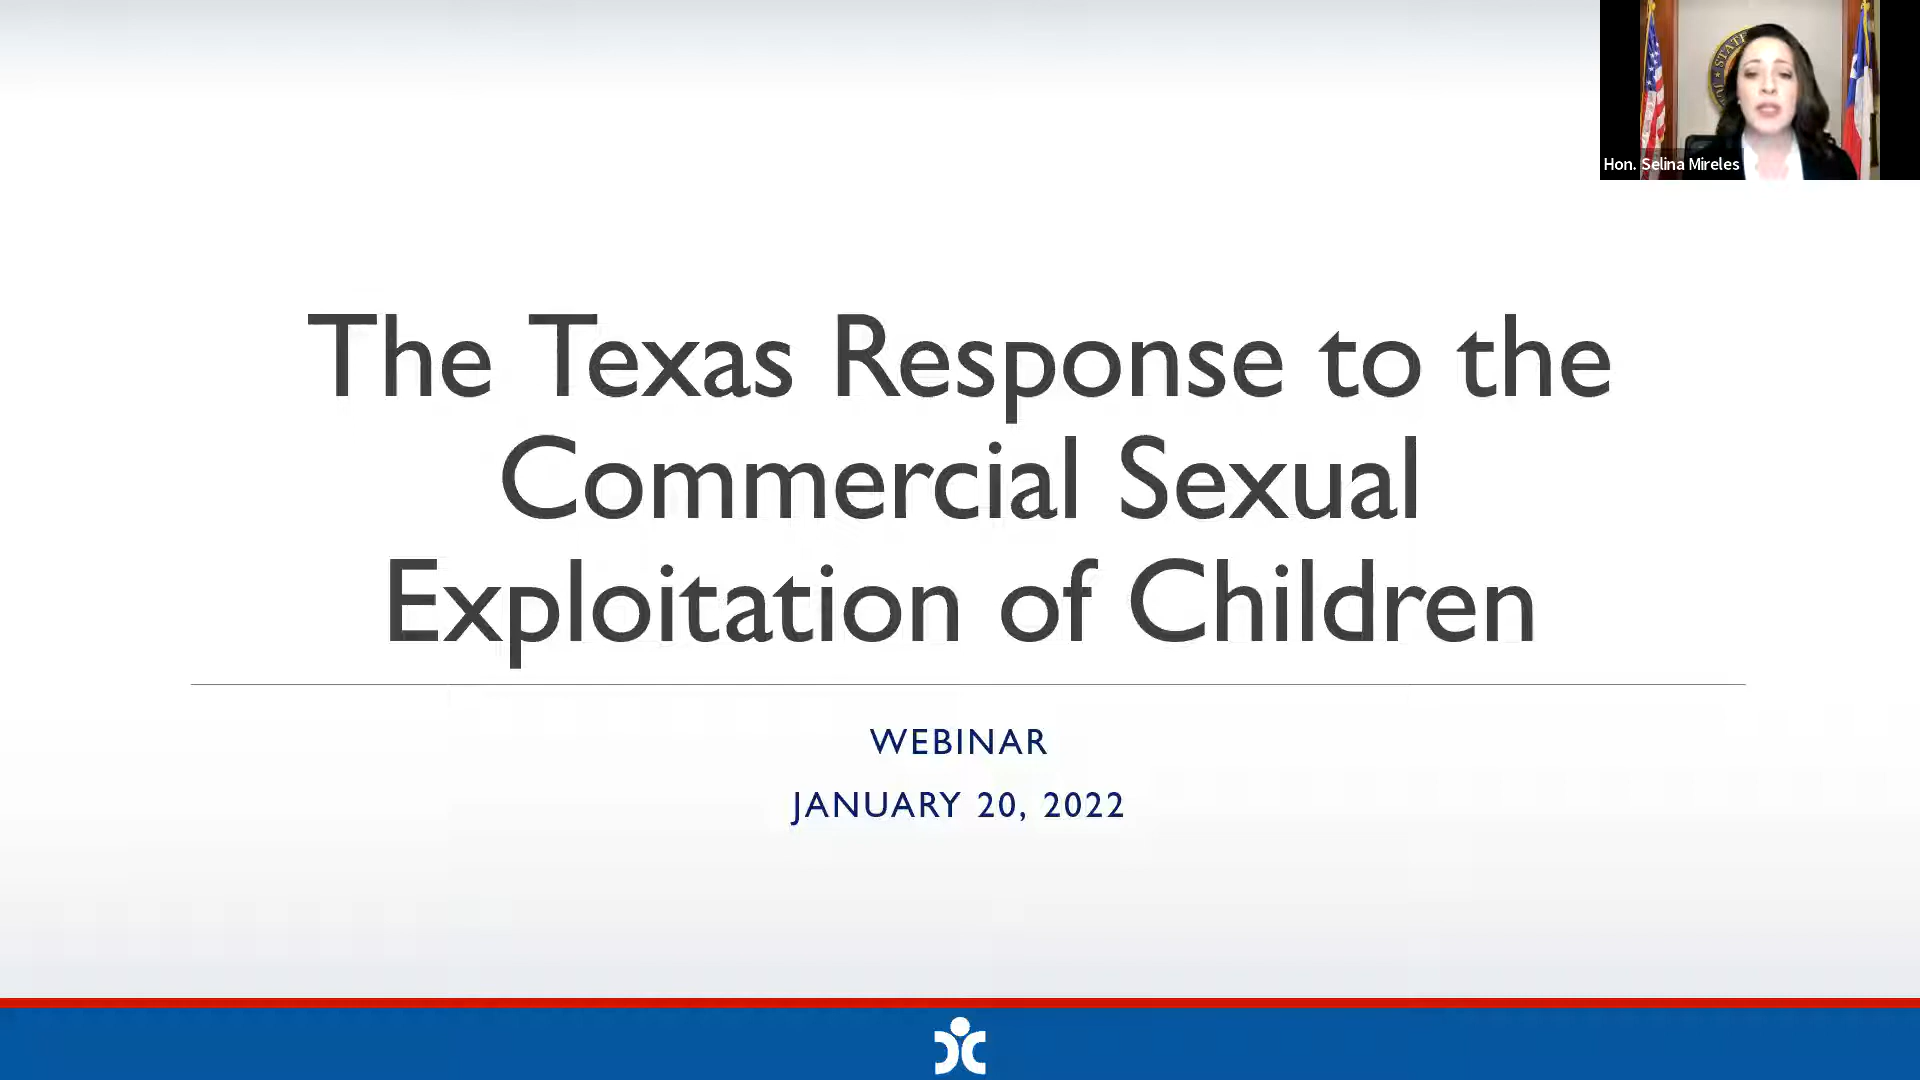 Hon. Selina Mireles
The Texas Response to the
Commercial Sexual
Exploitation of Children
WEBINAR
JANUARY 20, 2022